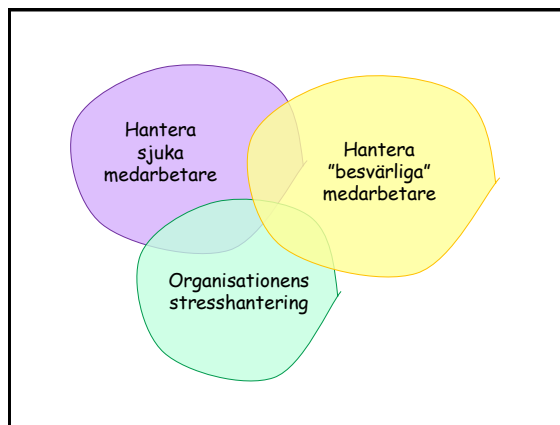 Hantera
sjuka
medarbetare
Hantera
”besvärliga”
medarbetare
Organisationens
stresshantering